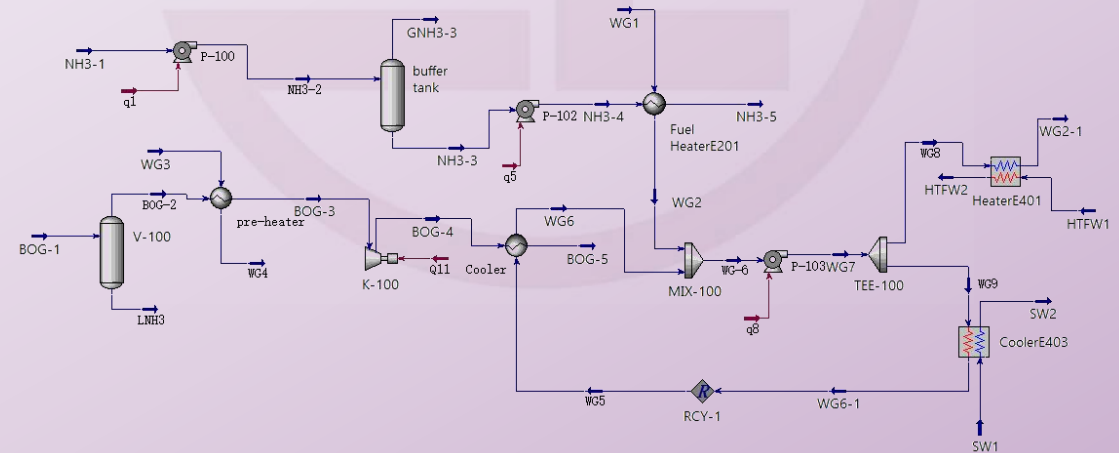 GNH3-3
WG1
NH3-1
P-100
NH3-2
buffer
tank
q1
P-102
NH3-4
NH3-5
Fuel
HeaterE201
NH3-3
q5
WG3
BOG-2
BOG-3
pre-heater
V-100
BOG-1
WG4
LNH3
BOG-4
K-100
Q11
Cooler
WG6
BOG-5
WG2
MIX-100
WG-6
P-103
WG7
q8
TEE-100
WG8
WG2-1
HTFW2
HeaterE401
HTFW1
WG9
SW2
CoolerE403
SW1
WG6-1
R
RCY-1
WG5